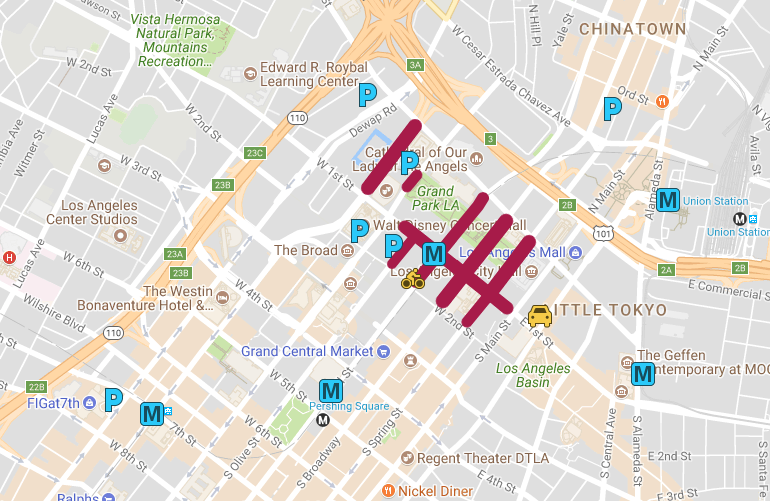 Vista Hermosa
Natural Park,
Mountains
Recreation...
N Hill Pl
Yale St
CHINATOWN
N Main St
W Cesar Estrada Chavez Ave
3A
Edward R. Roybal
Learning Center
W 2nd St
Lucas Ave
P
Dewap Rd
Ord St
P
110
W 2nd St
3
Witmer St
23C
Cathedral of Our
Lady the Angels
P
Avila St
W 3rd St
W 1st St
23B
Grand
Park LA
N Main St
Alameda St
M
Union Station
M
Union Station
2B
Los Angeles
Center Studios
Walt Disney Concert Hall
P
P
101
The Broad
M
Los Angeles Mall
H
Lucas Ave
W 6th St
23A
23B
Los Angeles City Hall
2A
2B
E Commercial S
The Westin
Bonaventure Hotel &...
W 4th St
W 2nd St
ITTLE TOKYO
Wilshire Blvd
110
Grand Central Market
S Main St
E 1st St
The Geffen
Contemporary at MOC
M
Los Angeles
Basin
22B
W 5th St
M
FIGat7th
P
M
Pershing Square
M
W 6th St
W 7th St
W 8th St
S Olive St
S Broadway
S Spring St
S Central Ave
S Alameda St
E 2nd St
E 3rd St
S Santa Fe
Regent Theater DTLA
E 4th St
Nickel Diner
Ralphs